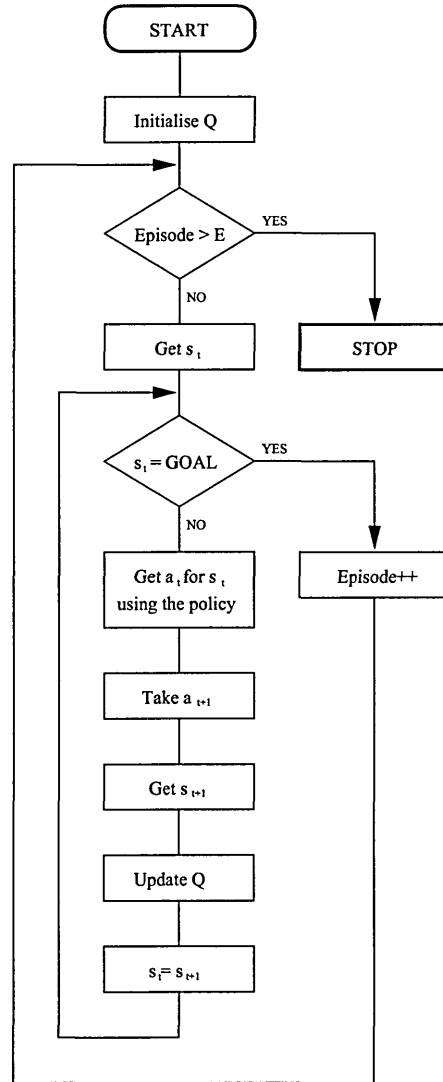 START
Initialise Q
Episode > E
YES
NO
Get s t
STOP
s t = GOAL
YES
NO
Get a t for s t
using the policy
Episode++
Take a t+1
Get s t+1
Update Q
s t = s t+1